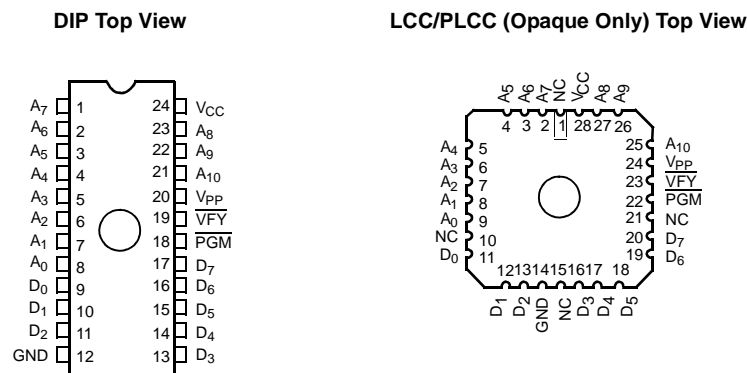 DIP Top View
A7 1 24 VCC
A6 2 23 A8
A5 3 22 A9
A4 4 21 A10
A3 5 20 VPP
A2 6 19 VFY
A1 7 18 PGM
A0 8 17 D7
D0 9 16 D6
D1 10 15 D5
D2 11 14 D4
GND 12 13 D3
LCC/PLCC (Opaque Only) Top View
A5 A6 A7 NC VCC A8 A9
4 3 2 1 28 27 26
A4 5 25 A10
A3 6 24 VPP
A2 7 23 VFY
A1 8 22 PGM
A0 9 21 NC
NC 10 20 D7
D0 11 19 D6
12 13 14 15 16 17 18
D1 D2 GND NC D3 D4 D5